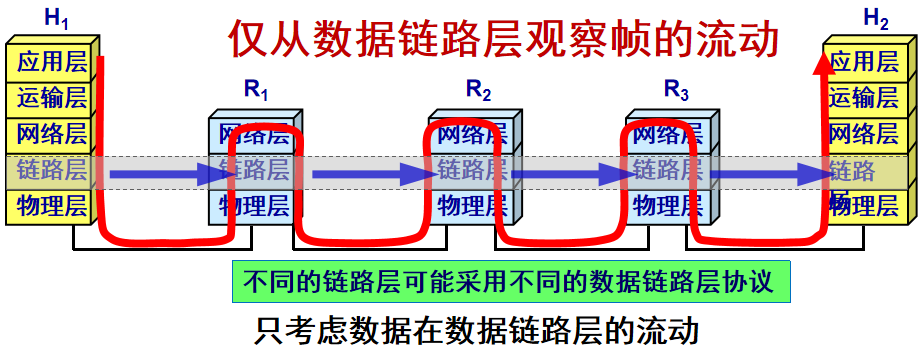 H1
H2
仅从数据链路层观察帧的流动
应用层
运输层
网络层
链路层
物理层
R1
网络层
链路层
物理层
R2
网络层
链路层
物理层
R3
网络层
链路层
物理层
应用层
运输层
网络层
链路
层
物理层
不同的链路层可能采用不同的数据链路层协议
只考虑数据在数据链路层的流动